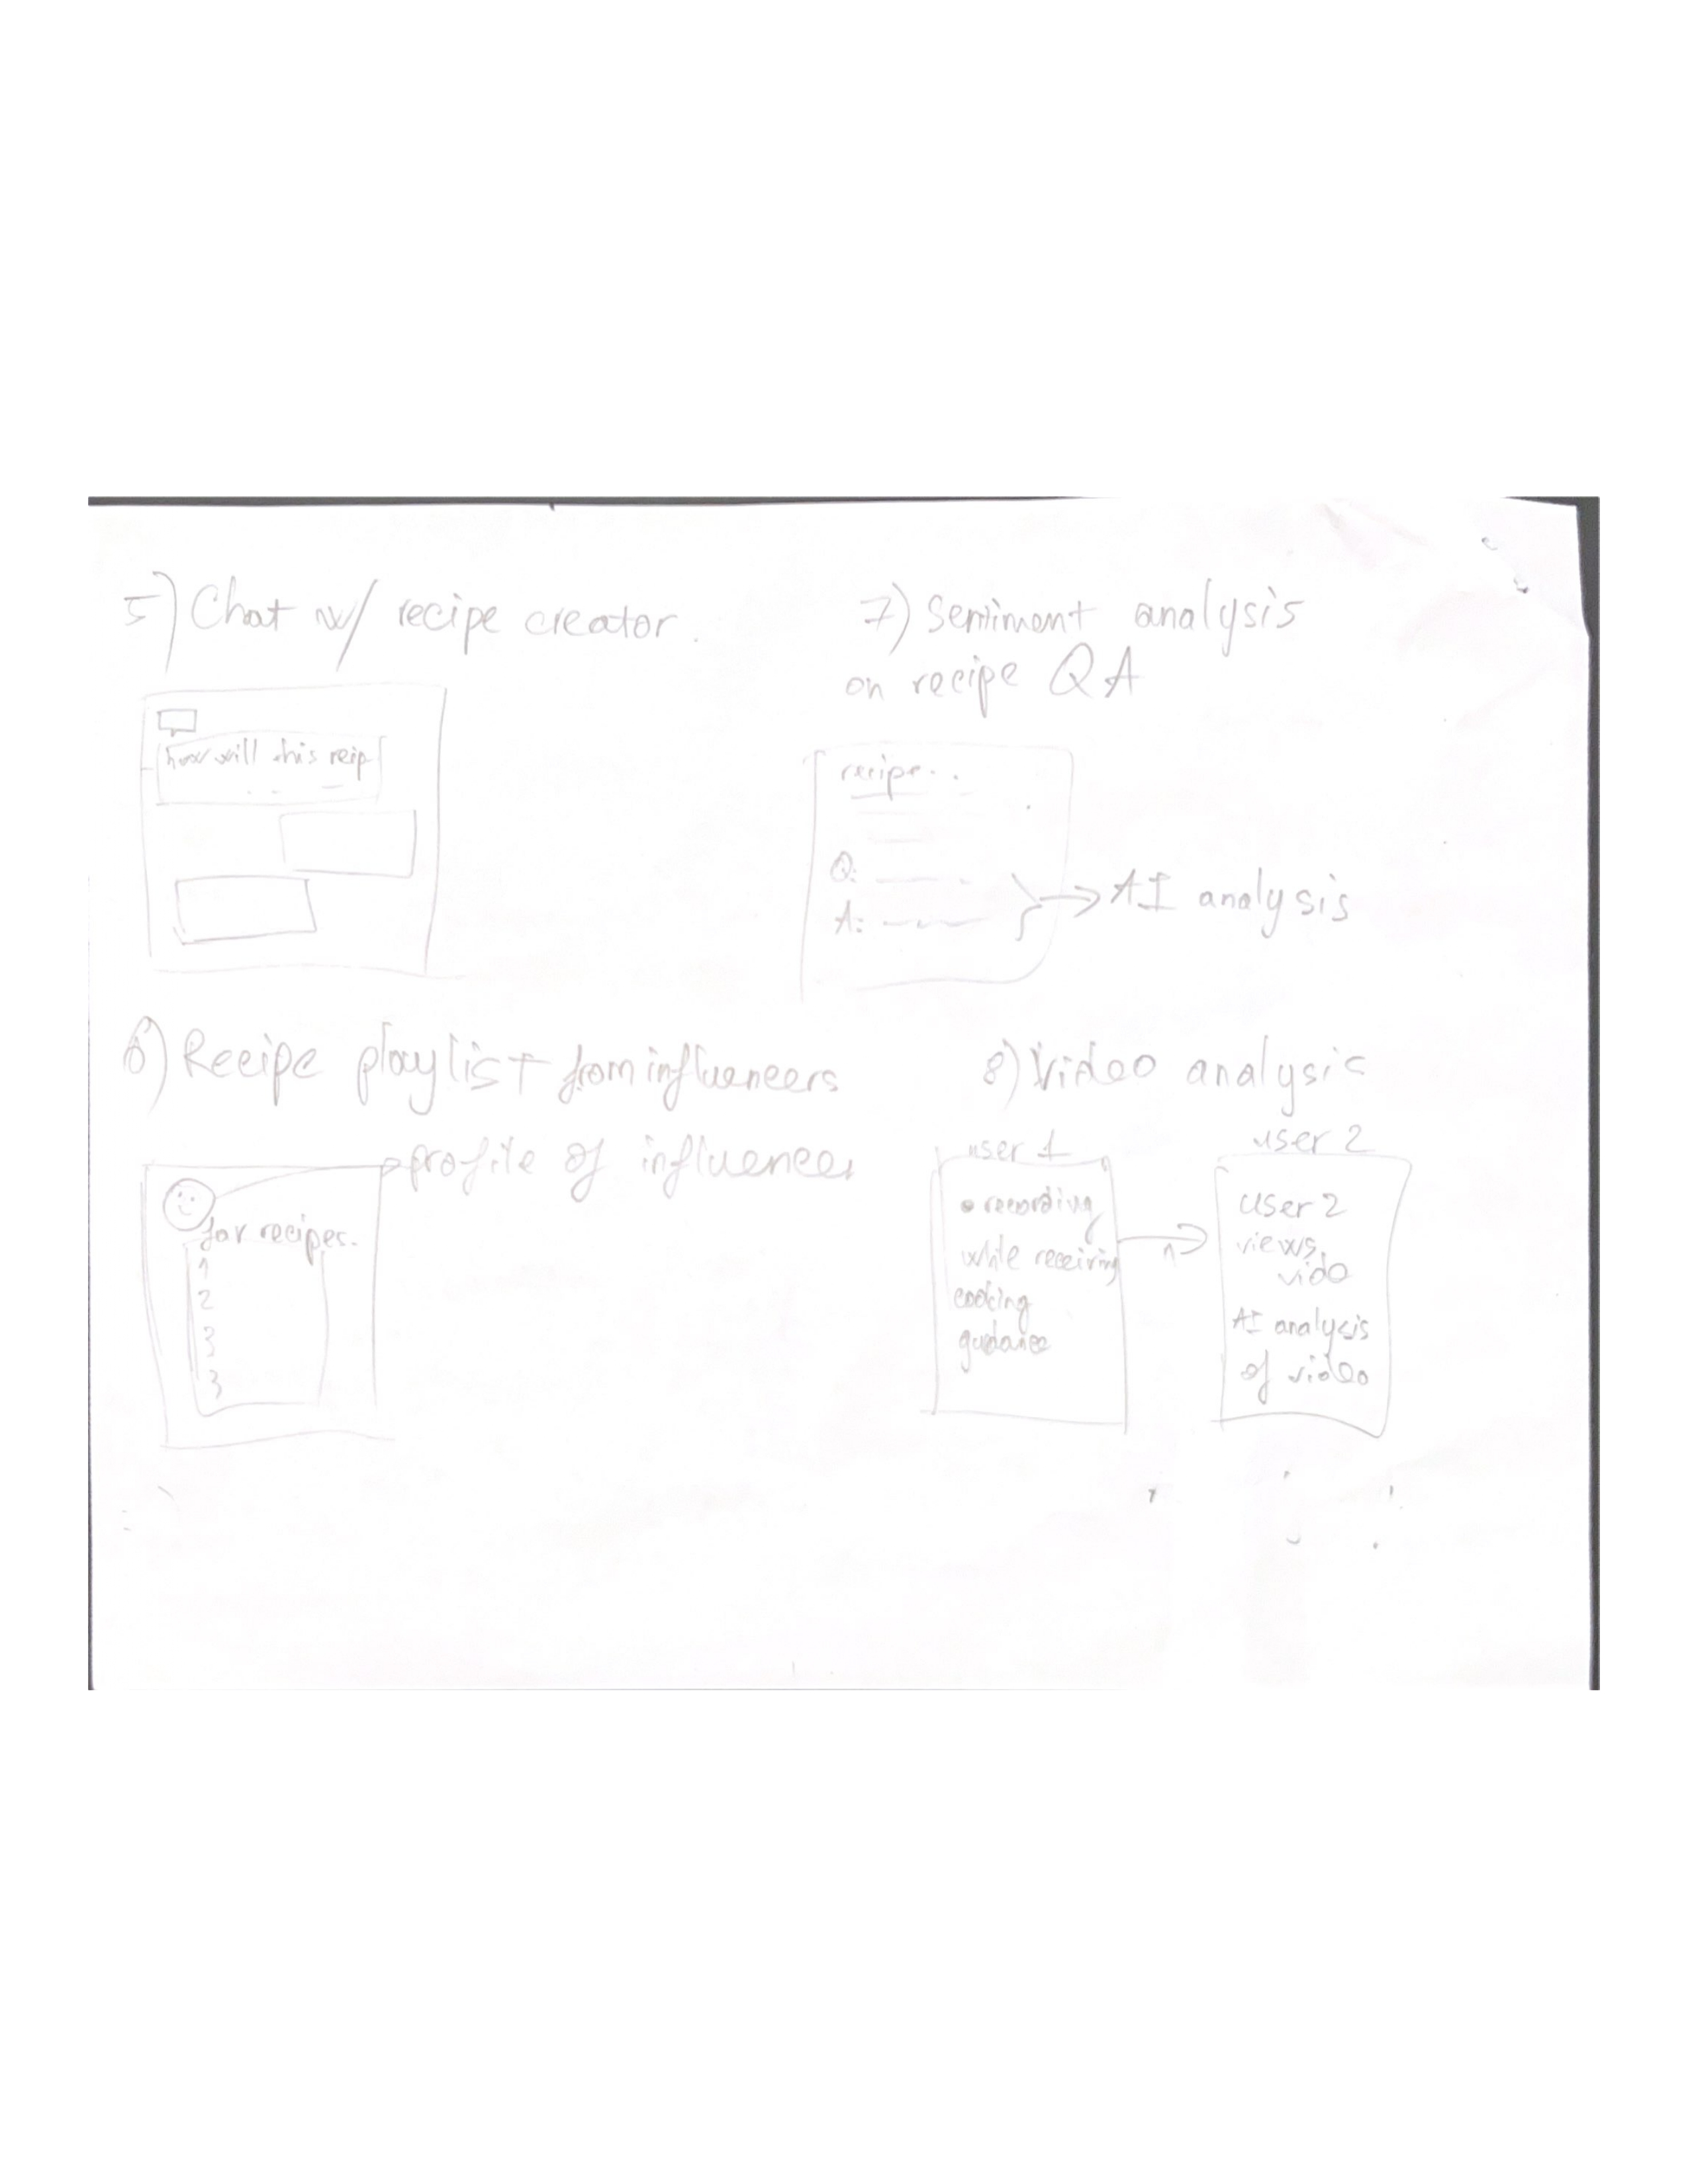 5) Chat w/ recipe creator.
how will this reip
6) Recipe playlist from influencers
profile of influencer
for recipes.
1
2
3
3
7) Sentiment analysis
on recipe QA
recipe..
Q:
A:
AI analysis
8) Video analysis
user 1
recording
while receiving
cooking
guidance
user 2
user 2
views
vido
AI analysis
of video